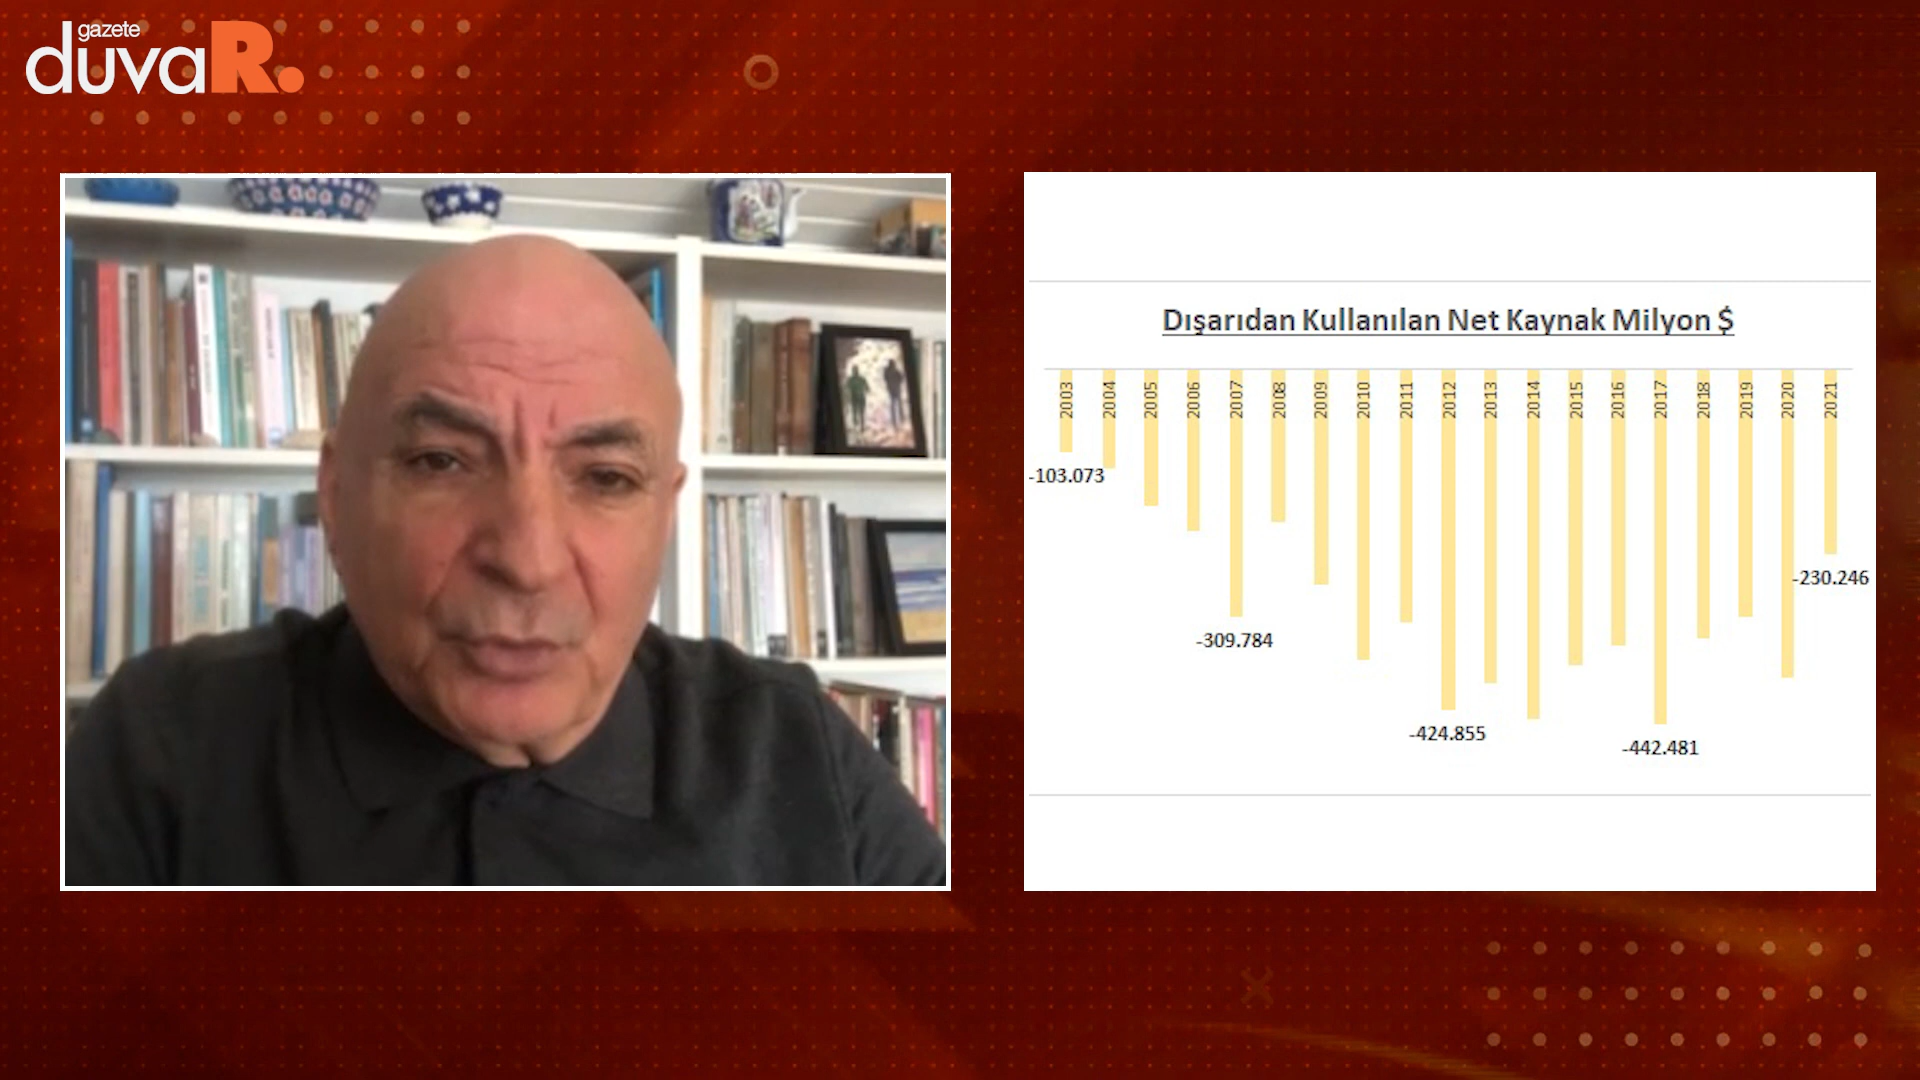 gazete
duvaR.
Dışarıdan Kullanılan Net Kaynak Milyon $
2003 2004 2005 2006 2007 2008 2009 2010 2011 2012 2013 2014 2015 2016 2017 2018 2019 2020 2021
-103.073
-230.246
-309.784
-424.855
-442.481